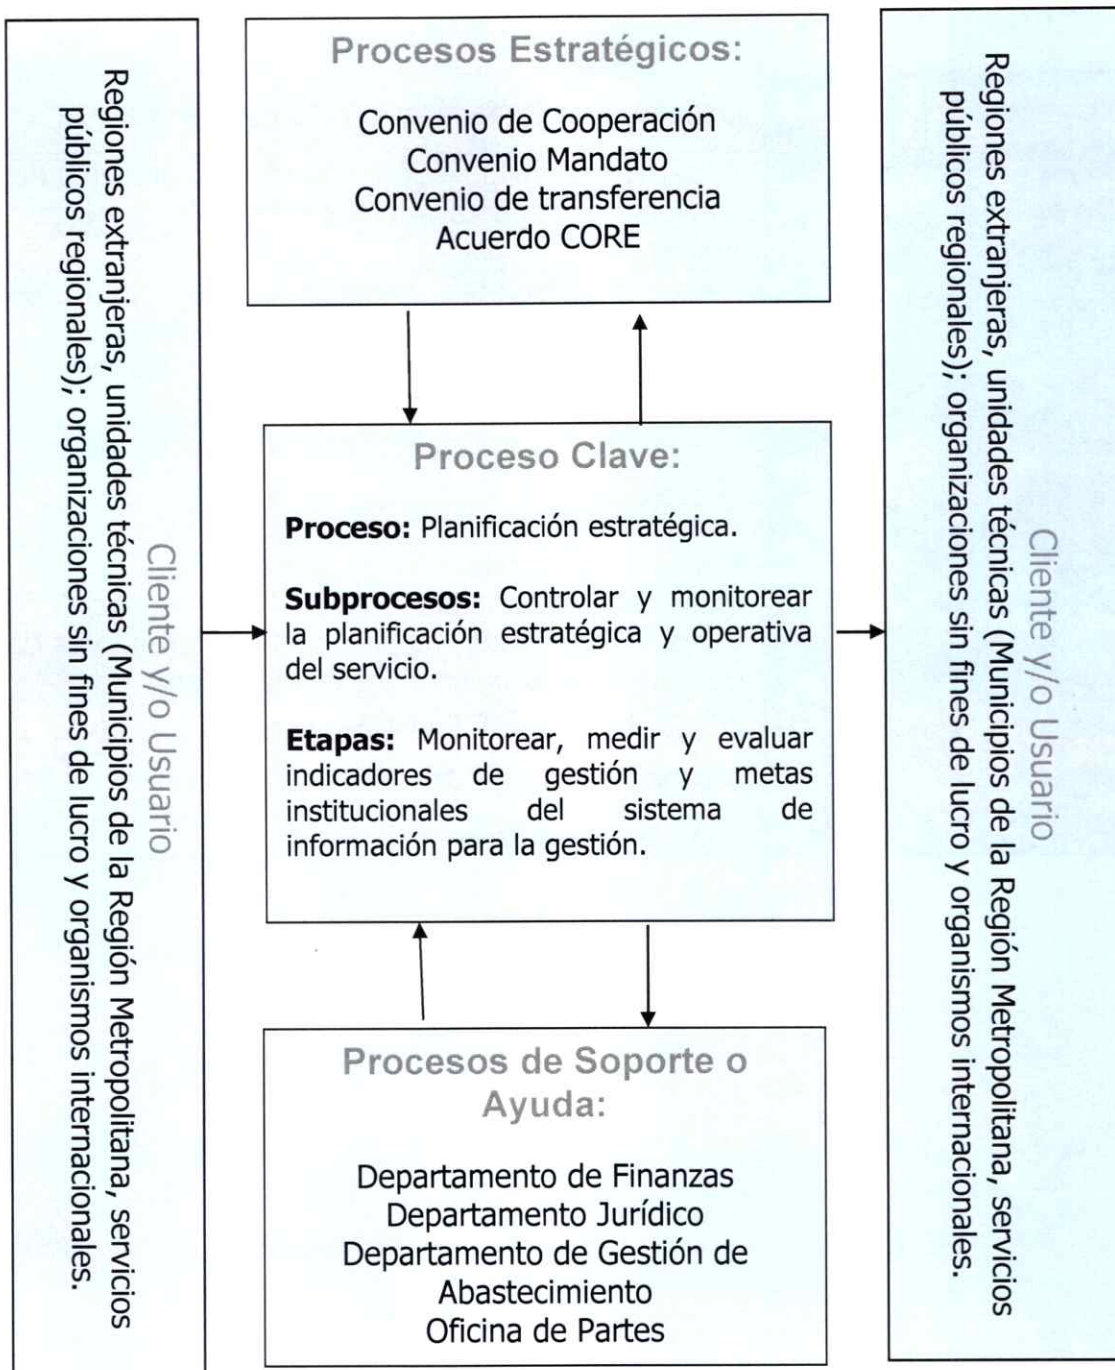 Cliente y/o Usuario
Regiones extranjeras, unidades técnicas (Municipios de la Región Metropolitana, servicios
públicos regionales); organizaciones sin fines de lucro y organismos internacionales.
Procesos Estratégicos:
Convenio de Cooperación
Convenio Mandato
Convenio de transferencia
Acuerdo CORE
Proceso Clave:
Proceso: Planificación estratégica.
Subprocesos: Controlar y monitorear
la planificación estratégica y operativa
del servicio.
Etapas: Monitorear, medir y evaluar
indicadores de gestión y metas
institucionales del sistema de
información para la gestión.
Procesos de Soporte o
Ayuda:
Departamento de Finanzas
Departamento Jurídico
Departamento de Gestión de
Abastecimiento
Oficina de Partes
Cliente y/o Usuario
Regiones extranjeras, unidades técnicas (Municipios de la Región Metropolitana, servicios
públicos regionales); organizaciones sin fines de lucro y organismos internacionales.